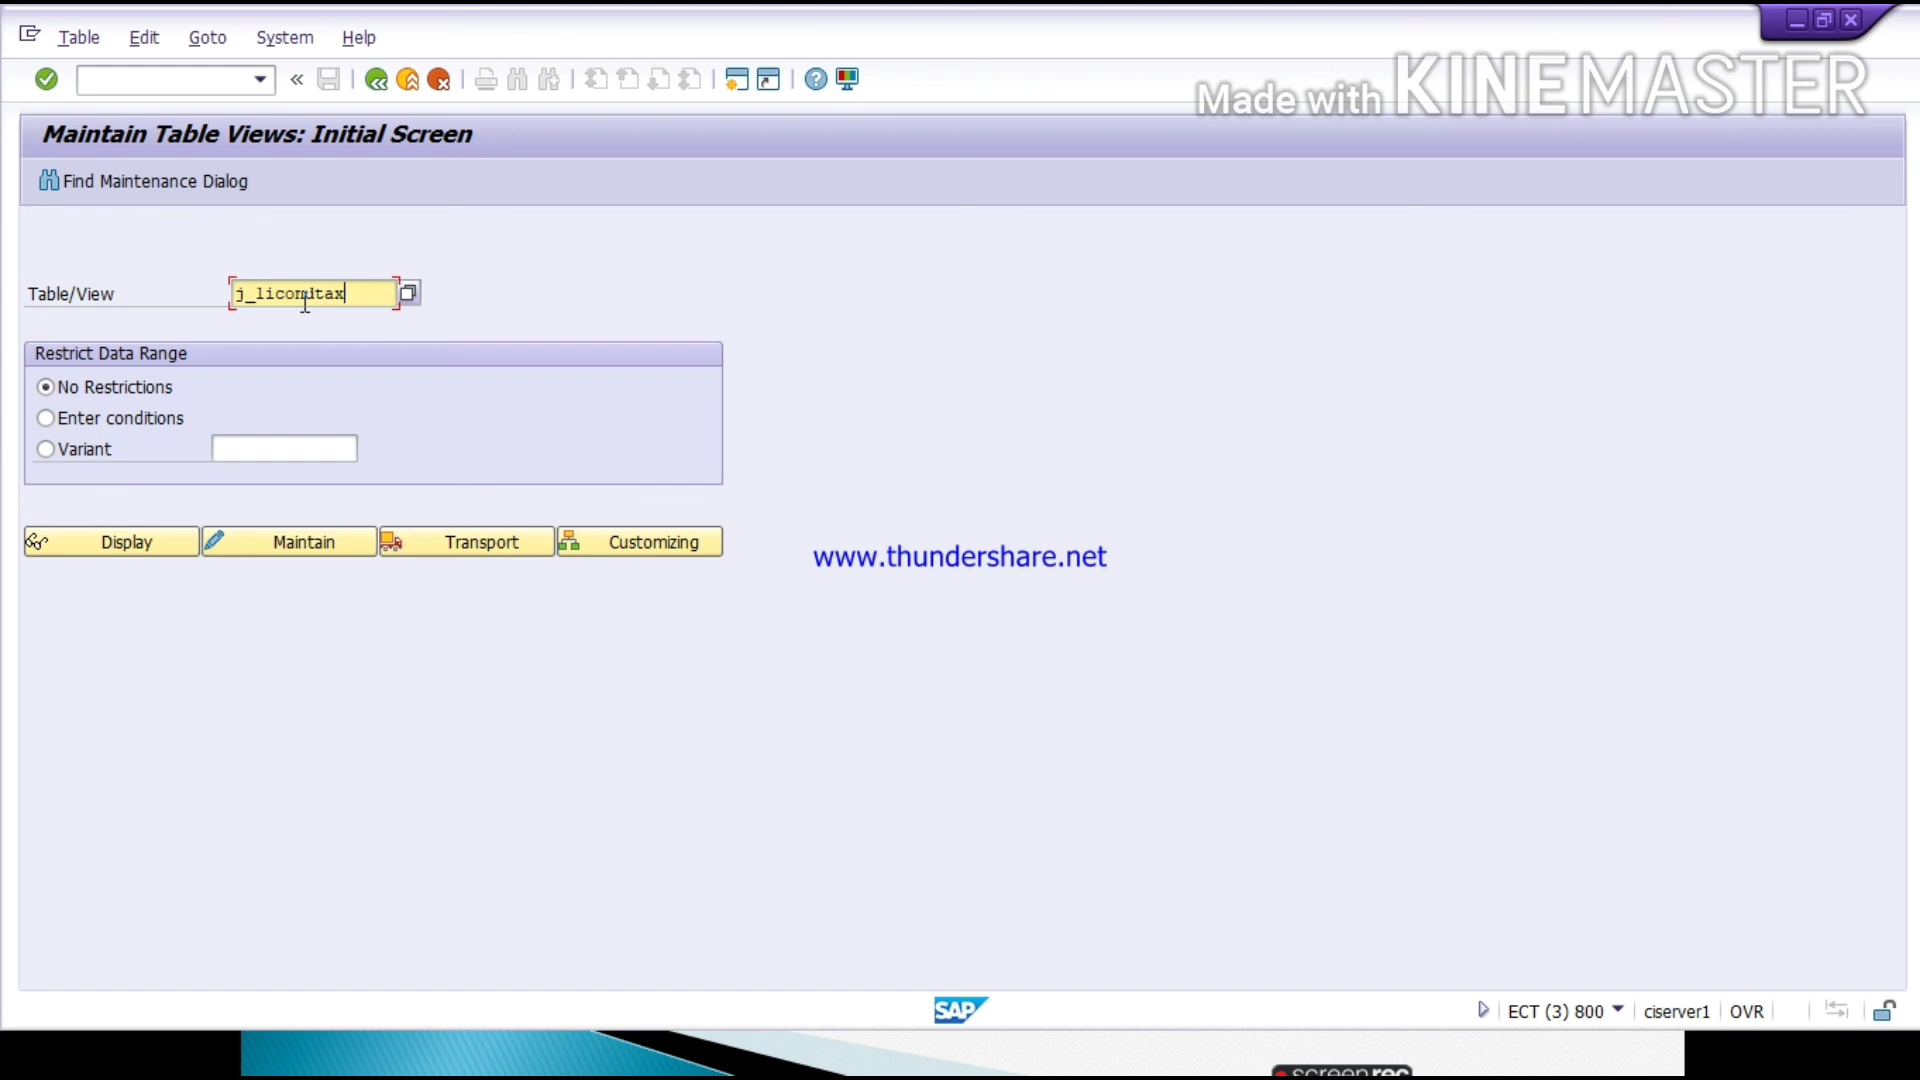 Table Edit Goto System Help
Made with KINEMASTER
Maintain Table Views: Initial Screen
Find Maintenance Dialog
Table/View j_1icondtax
Restrict Data Range
No Restrictions
Enter conditions
Variant
Display Maintain Transport Customizing
www.thundershare.net
SAP
ECT (3) 800 ciserver1 OVR
screenrec